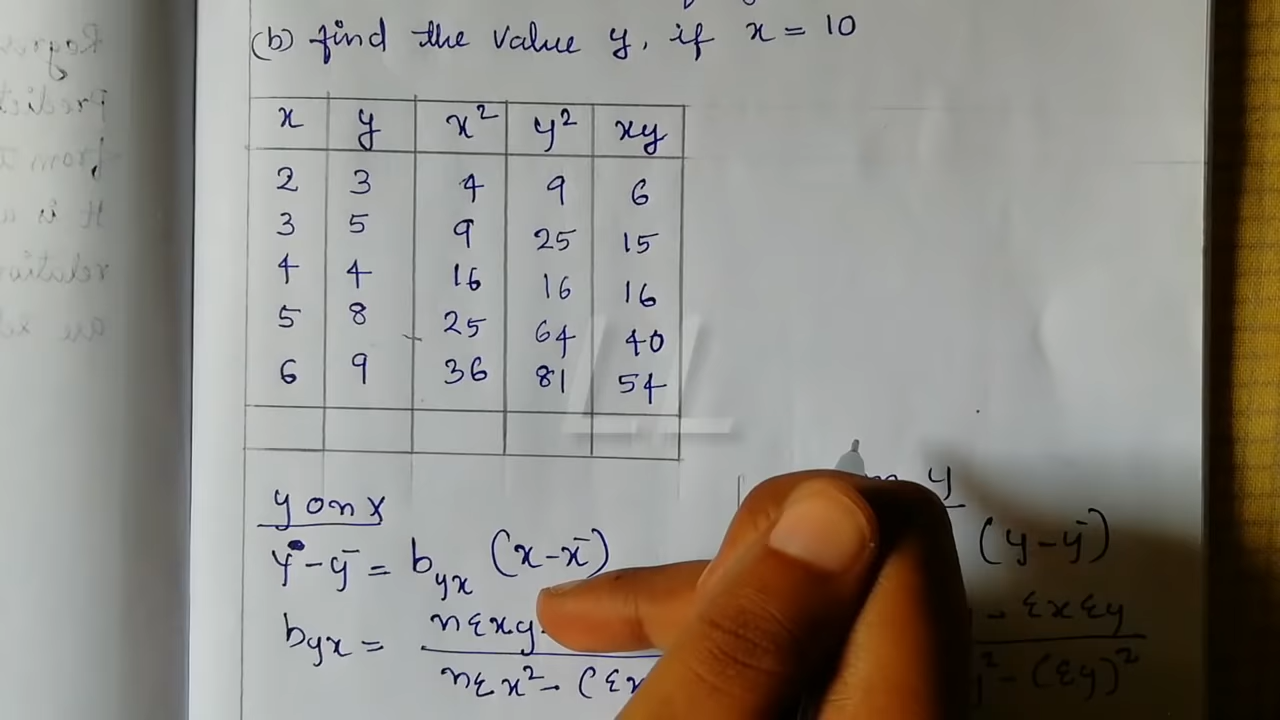 (b) find the value y, if x = 10
x y x² y² xy
2 3 4 9 6
3 5 9 25 15
4 4 16 16 16
5 8 25 64 40
6 9 36 81 54
LL
y on x
y
y - ȳ = byx (x - x̄)
(y - ȳ)
byx = nΣxy
- ΣxΣy
nΣx² - (Σx
² - (Σy)²